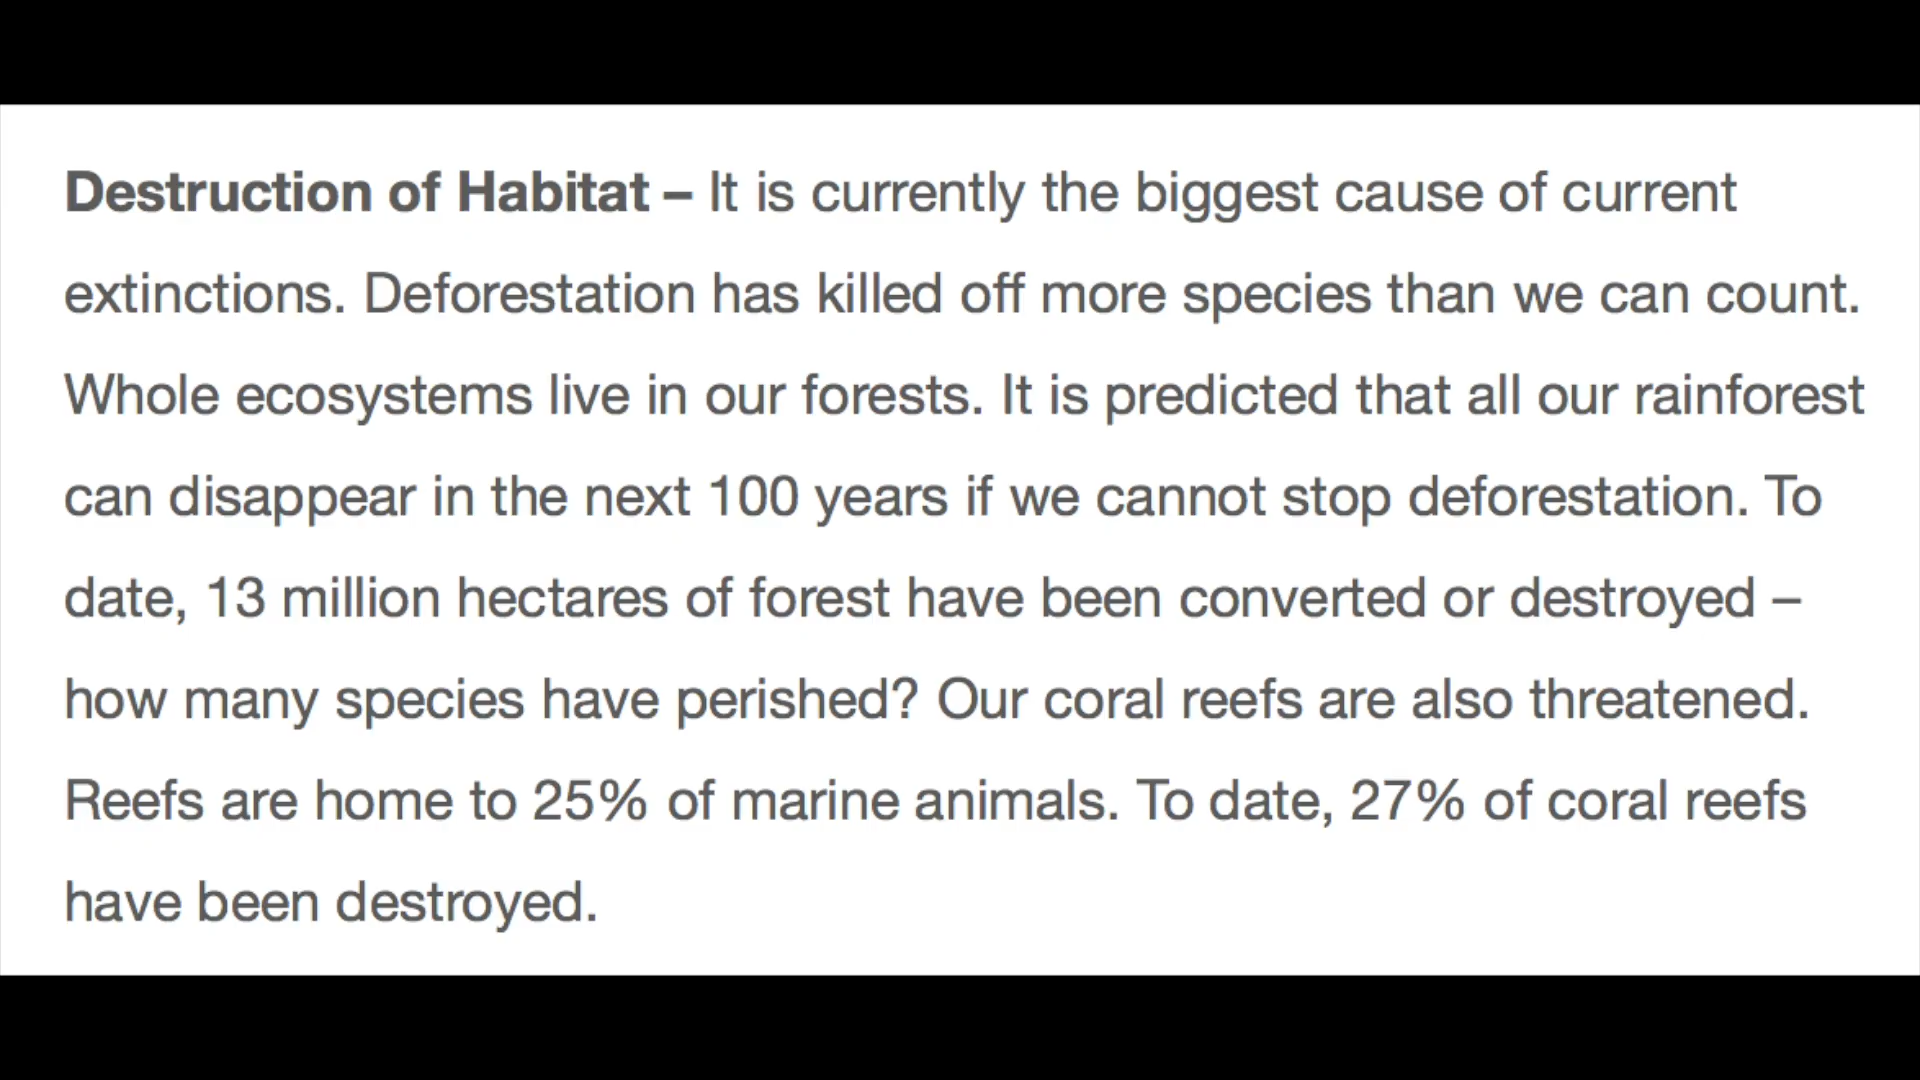 Destruction of Habitat – It is currently the biggest cause of current
extinctions. Deforestation has killed off more species than we can count.
Whole ecosystems live in our forests. It is predicted that all our rainforest
can disappear in the next 100 years if we cannot stop deforestation. To
date, 13 million hectares of forest have been converted or destroyed –
how many species have perished? Our coral reefs are also threatened.
Reefs are home to 25% of marine animals. To date, 27% of coral reefs
have been destroyed.